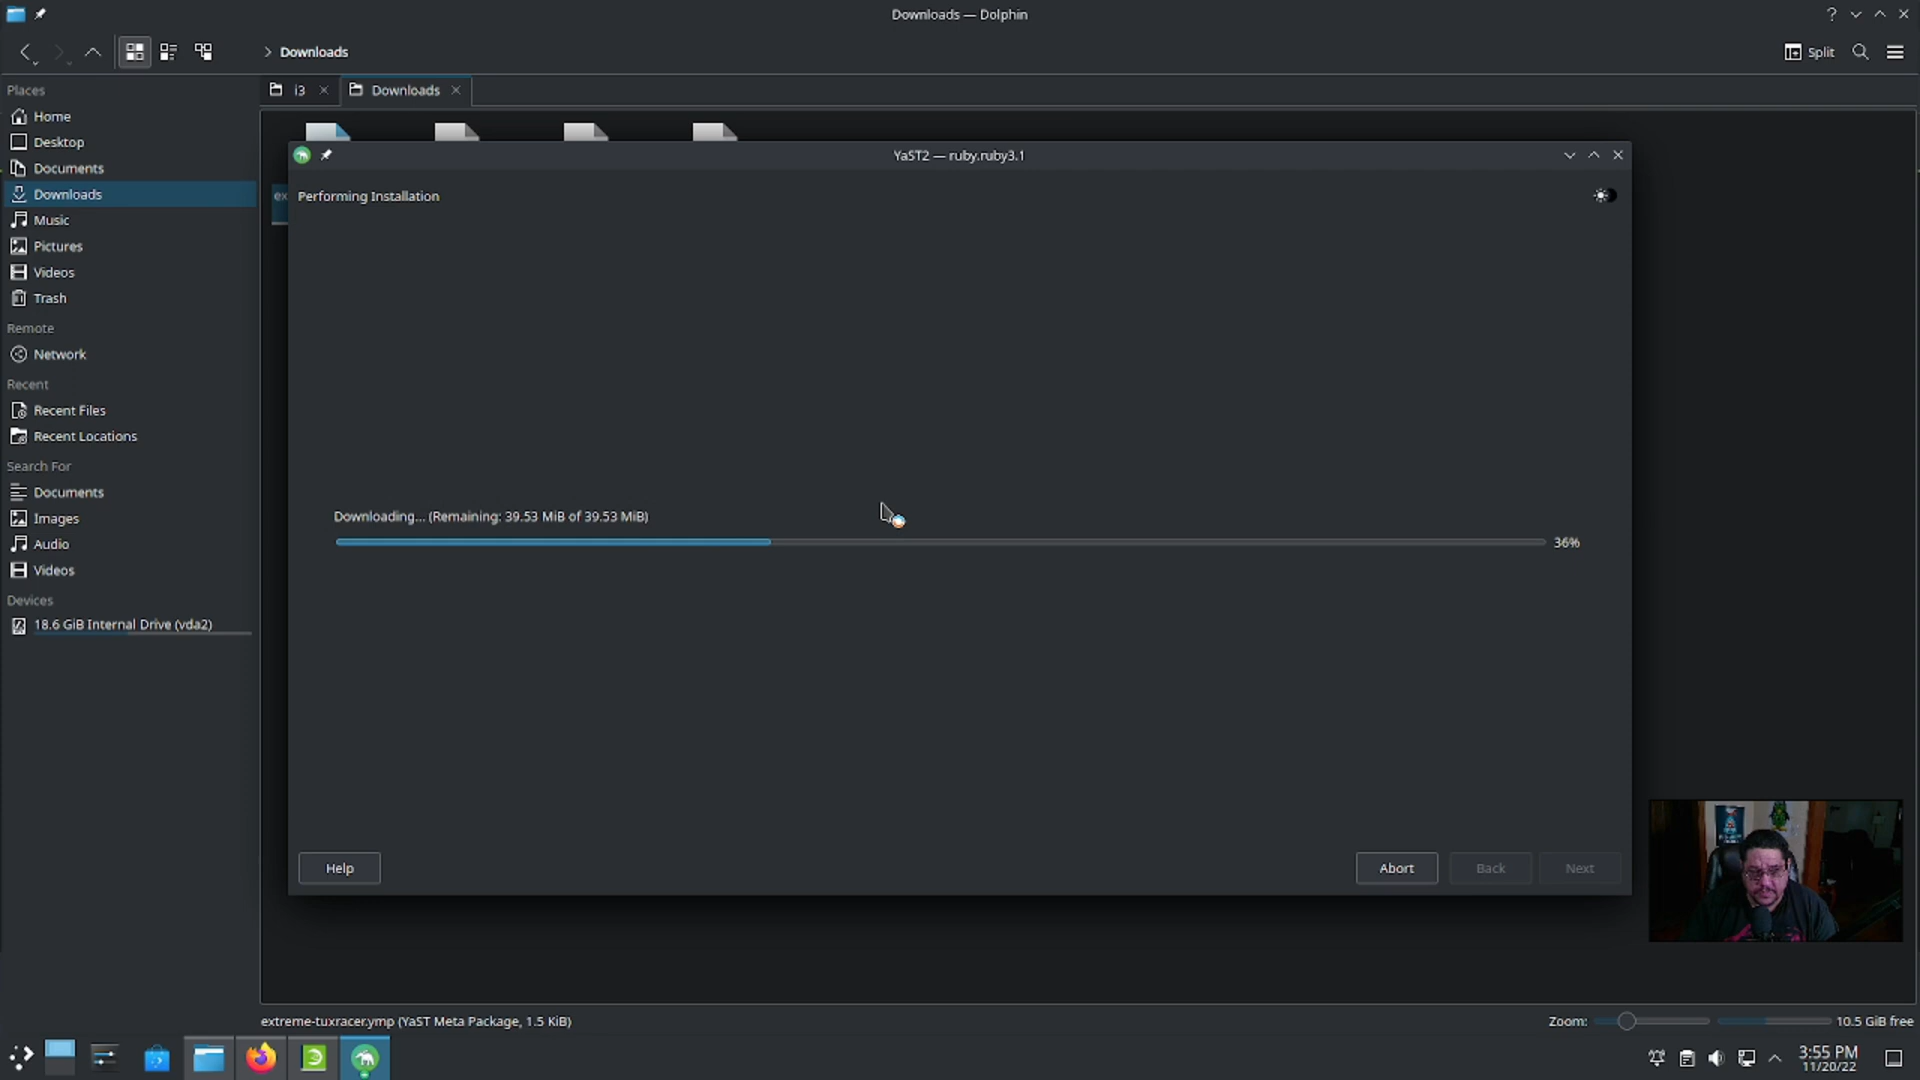 Downloads — Dolphin
?
Downloads
Split
i3
Downloads
Places
Home
Desktop
Documents
Downloads
Music
Pictures
Videos
Trash
Remote
Network
Recent
Recent Files
Recent Locations
Search For
Documents
Images
Audio
Videos
Devices
18.6 GiB Internal Drive (vda2)
ex
YaST2 — ruby.ruby3.1
Performing Installation
Downloading... (Remaining: 39.53 MiB of 39.53 MiB)
36%
Help
Abort
Back
Next
extreme-tuxracer.ymp (YaST Meta Package, 1.5 KiB)
Zoom:
10.5 GiB free
3:55 PM
11/20/22